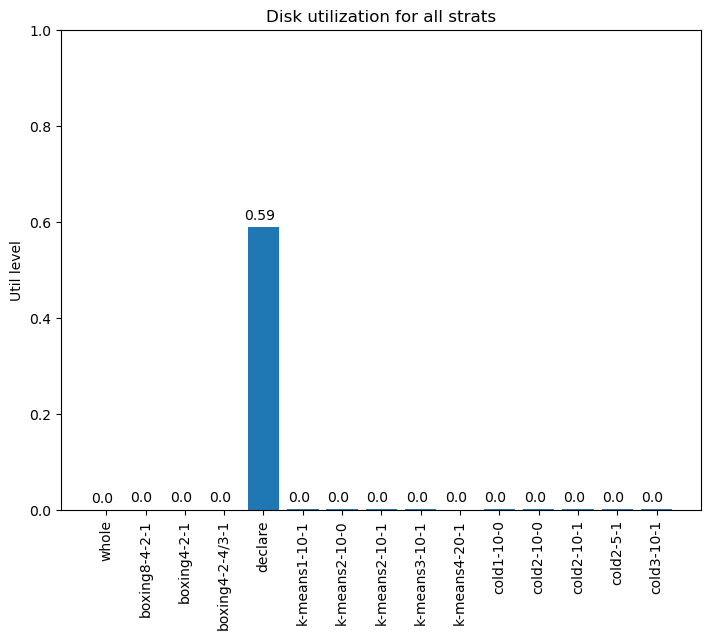 Disk utilization for all strats
1.0
0.8
0.6
0.4
0.2
0.0
Util level
0.0
0.0
0.0
0.0
0.59
0.0
0.0
0.0
0.0
0.0
0.0
0.0
0.0
0.0
0.0
whole
boxing8-4-2-1
boxing4-2-1
boxing4-2-4/3-1
declare
k-means1-10-1
k-means2-10-0
k-means2-10-1
k-means3-10-1
k-means4-20-1
cold1-10-0
cold2-10-0
cold2-10-1
cold2-5-1
cold3-10-1